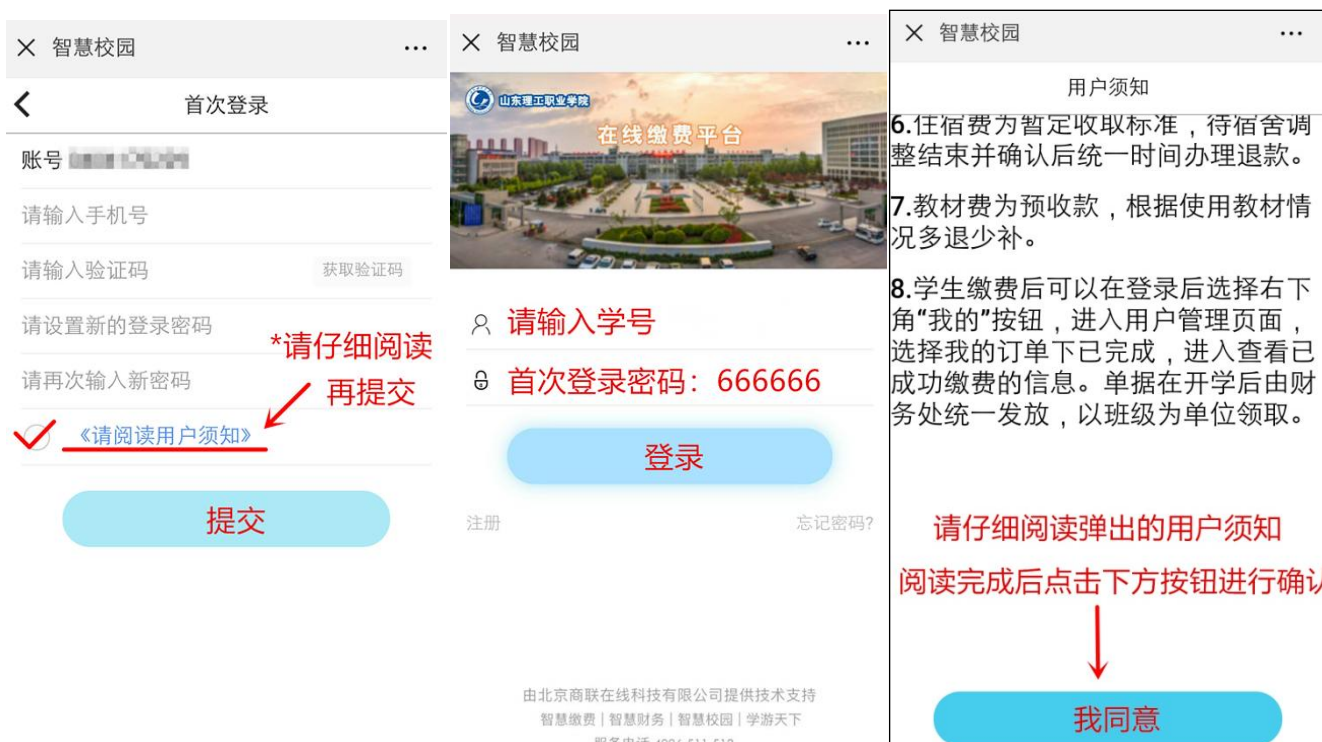 智慧校园
首次登录
账号
请输入手机号
请输入验证码 获取验证码
请设置新的登录密码
*请仔细阅读
再提交
请再次输入新密码
《请阅读用户须知》
提交
智慧校园
山东理工职业学院
在线缴费平台
请输入学号
首次登录密码：666666
登录
注册 忘记密码?
由北京商联在线科技有限公司提供技术支持
智慧缴费 | 智慧财务 | 智慧校园 | 学游天下
智慧校园
用户须知
6.住宿费为暂定收取标准，待宿舍调
整结束并确认后统一时间办理退款。
7.教材费为预收款，根据使用教材情
况多退少补。
8.学生缴费后可以在登录后选择右下
角“我的”按钮，进入用户管理页面，
选择我的订单下已完成，进入查看已
成功缴费的信息。单据在开学后由财
务处统一发放，以班级为单位领取。
请仔细阅读弹出的用户须知
阅读完成后点击下方按钮进行确认
我同意